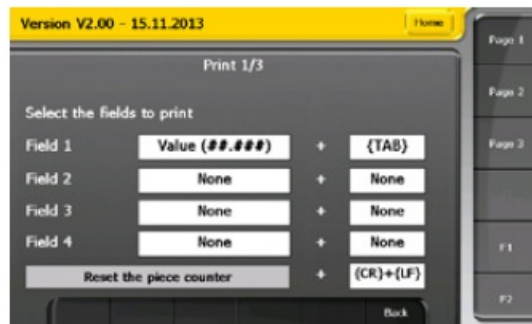 Version V2.00 - 15.11.2013 Home
Page 1
Print 1/3
Page 2
Select the fields to print
Field 1 Value (##.###) + {TAB} Page 3
Field 2 None + None
Field 3 None + None
Field 4 None + None F1
Reset the piece counter + {CR}+{LF}
F2
Back